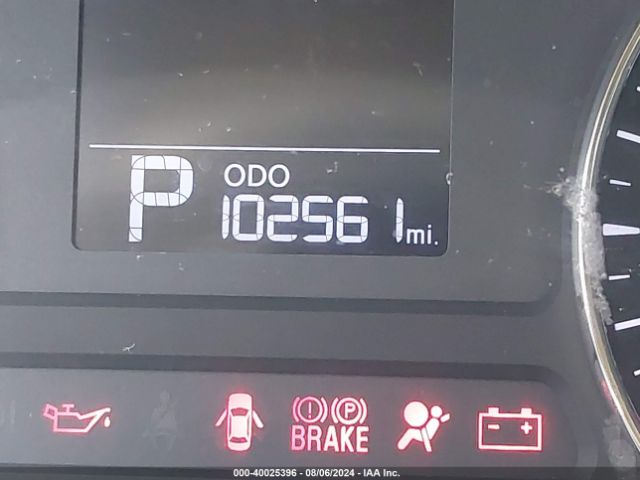 P
ODO
102561 mi.
(!) (P)
BRAKE
000-40025396 - 08/06/2024 - IAA Inc.